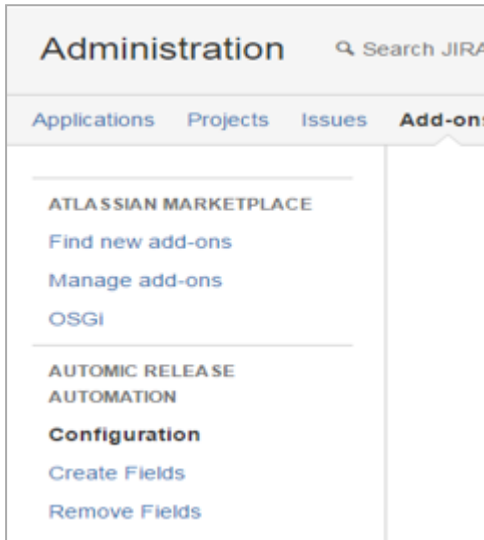 Administration Search JIRA
Applications Projects Issues Add-ons
ATLASSIAN MARKETPLACE
Find new add-ons
Manage add-ons
OSGi
AUTOMIC RELEASE
AUTOMATION
Configuration
Create Fields
Remove Fields